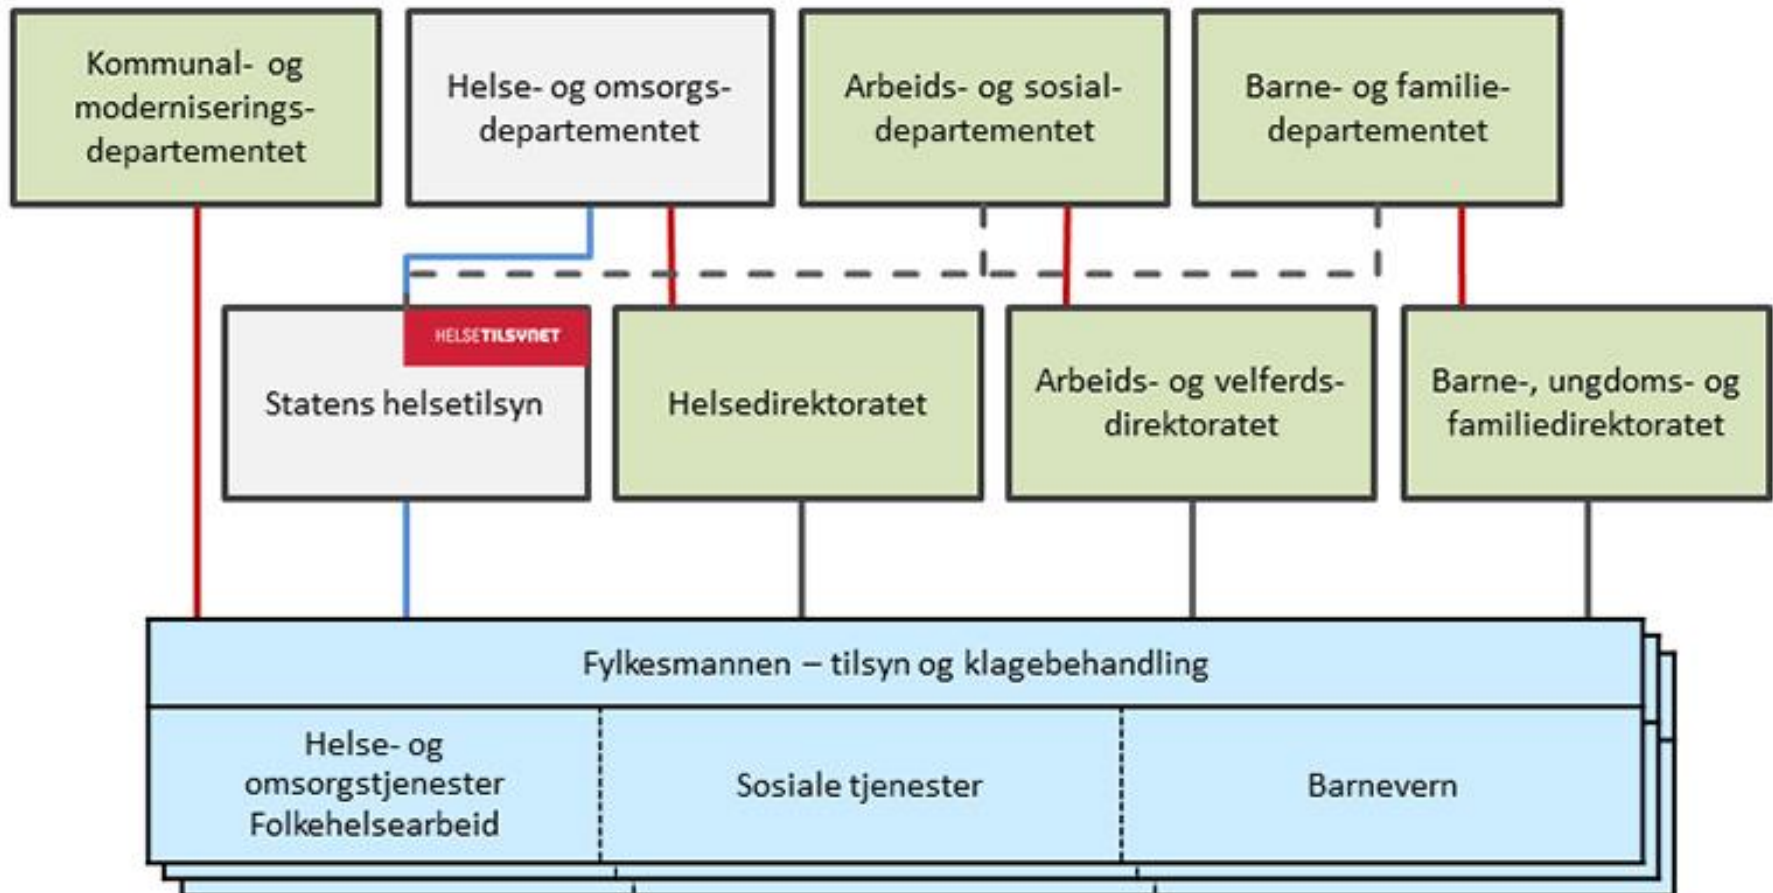 Kommunal- og
moderniserings-
departementet
Helse- og omsorgs-
departementet
Arbeids- og sosial-
departementet
Barne- og familie-
departementet
HELSETILSYNET
Statens helsetilsyn
Helsedirektoratet
Arbeids- og velferds-
direktoratet
Barne-, ungdoms- og
familiedirektoratet
Fylkesmannen – tilsyn og klagebehandling
Helse- og
omsorgstjenester
Folkehelsearbeid
Sosiale tjenester
Barnevern